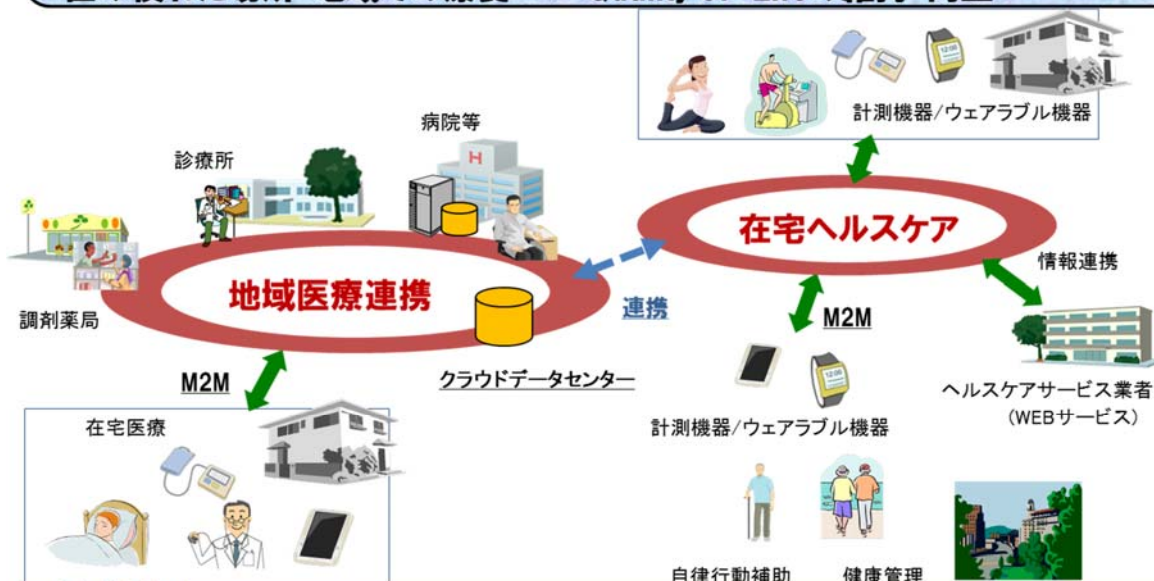 病院等
診療所
調剤薬局
地域医療連携
クラウドデータセンター
M2M
在宅医療
連携
計測機器/ウェアラブル機器
在宅ヘルスケア
情報連携
M2M
計測機器/ウェアラブル機器
ヘルスケアサービス業者
(WEBサービス)
自律行動補助
健康管理
H
12:00
12:00